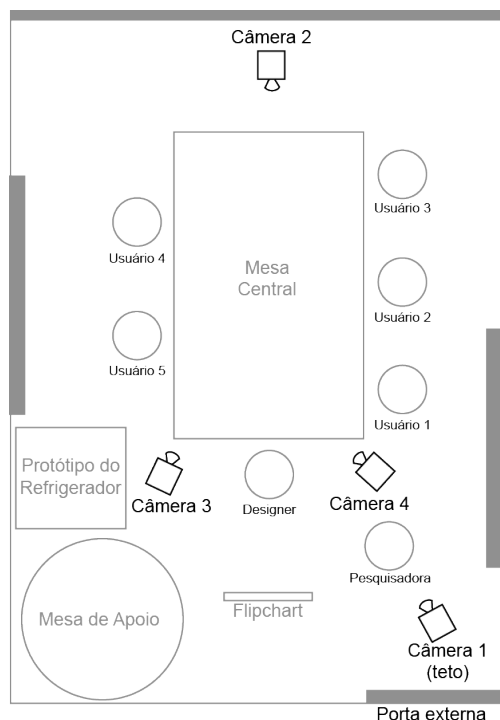 Câmera 2
Usuário 3
Usuário 4
Mesa
Central
Usuário 2
Usuário 5
Usuário 1
Protótipo do
Refrigerador
Câmera 3
Designer
Câmera 4
Pesquisadora
Mesa de Apoio
Flipchart
Câmera 1
(teto)
Porta externa